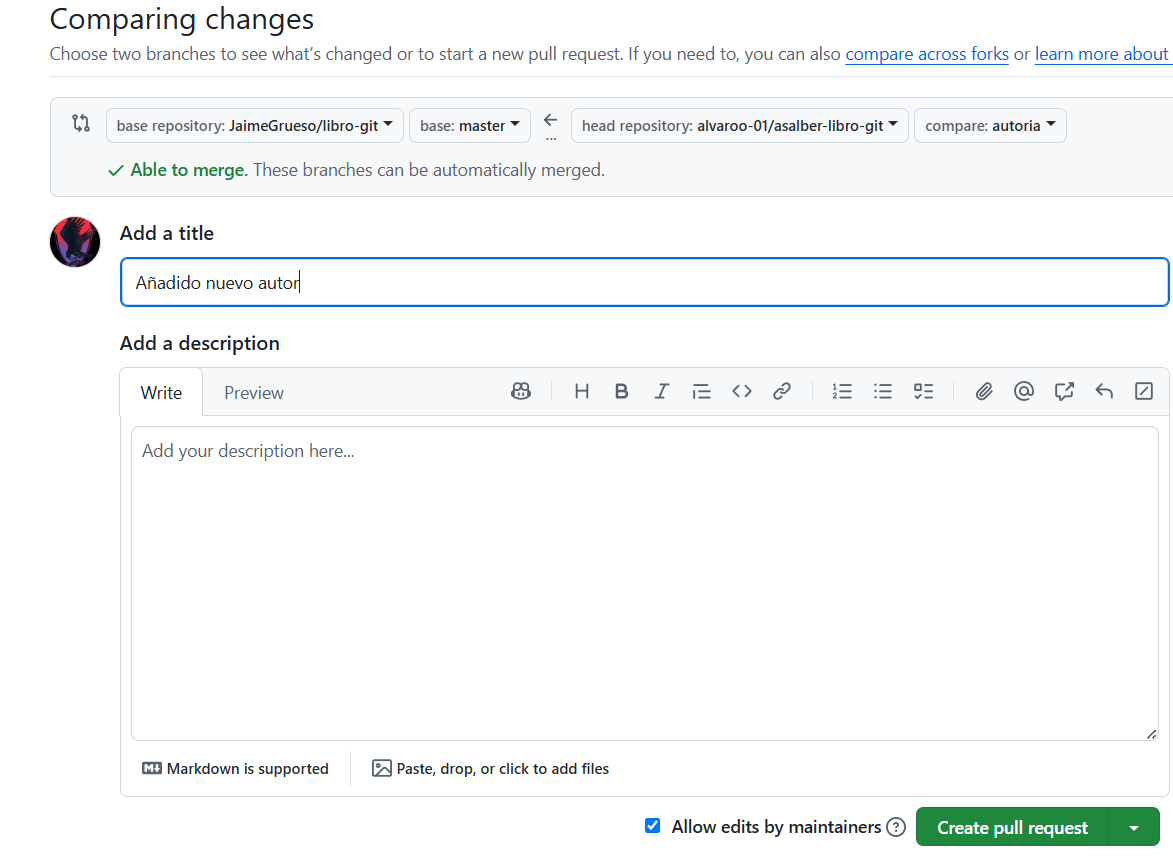 Comparing changes
Choose two branches to see what’s changed or to start a new pull request. If you need to, you can also compare across forks or learn more about
base repository: JaimeGrueso/libro-git base: master ... head repository: alvaroo-01/asalber-libro-git compare: autoria
Able to merge. These branches can be automatically merged.
Add a title
Añadido nuevo autor
Add a description
Write Preview
Add your description here...
Markdown is supported Paste, drop, or click to add files
Allow edits by maintainers Create pull request